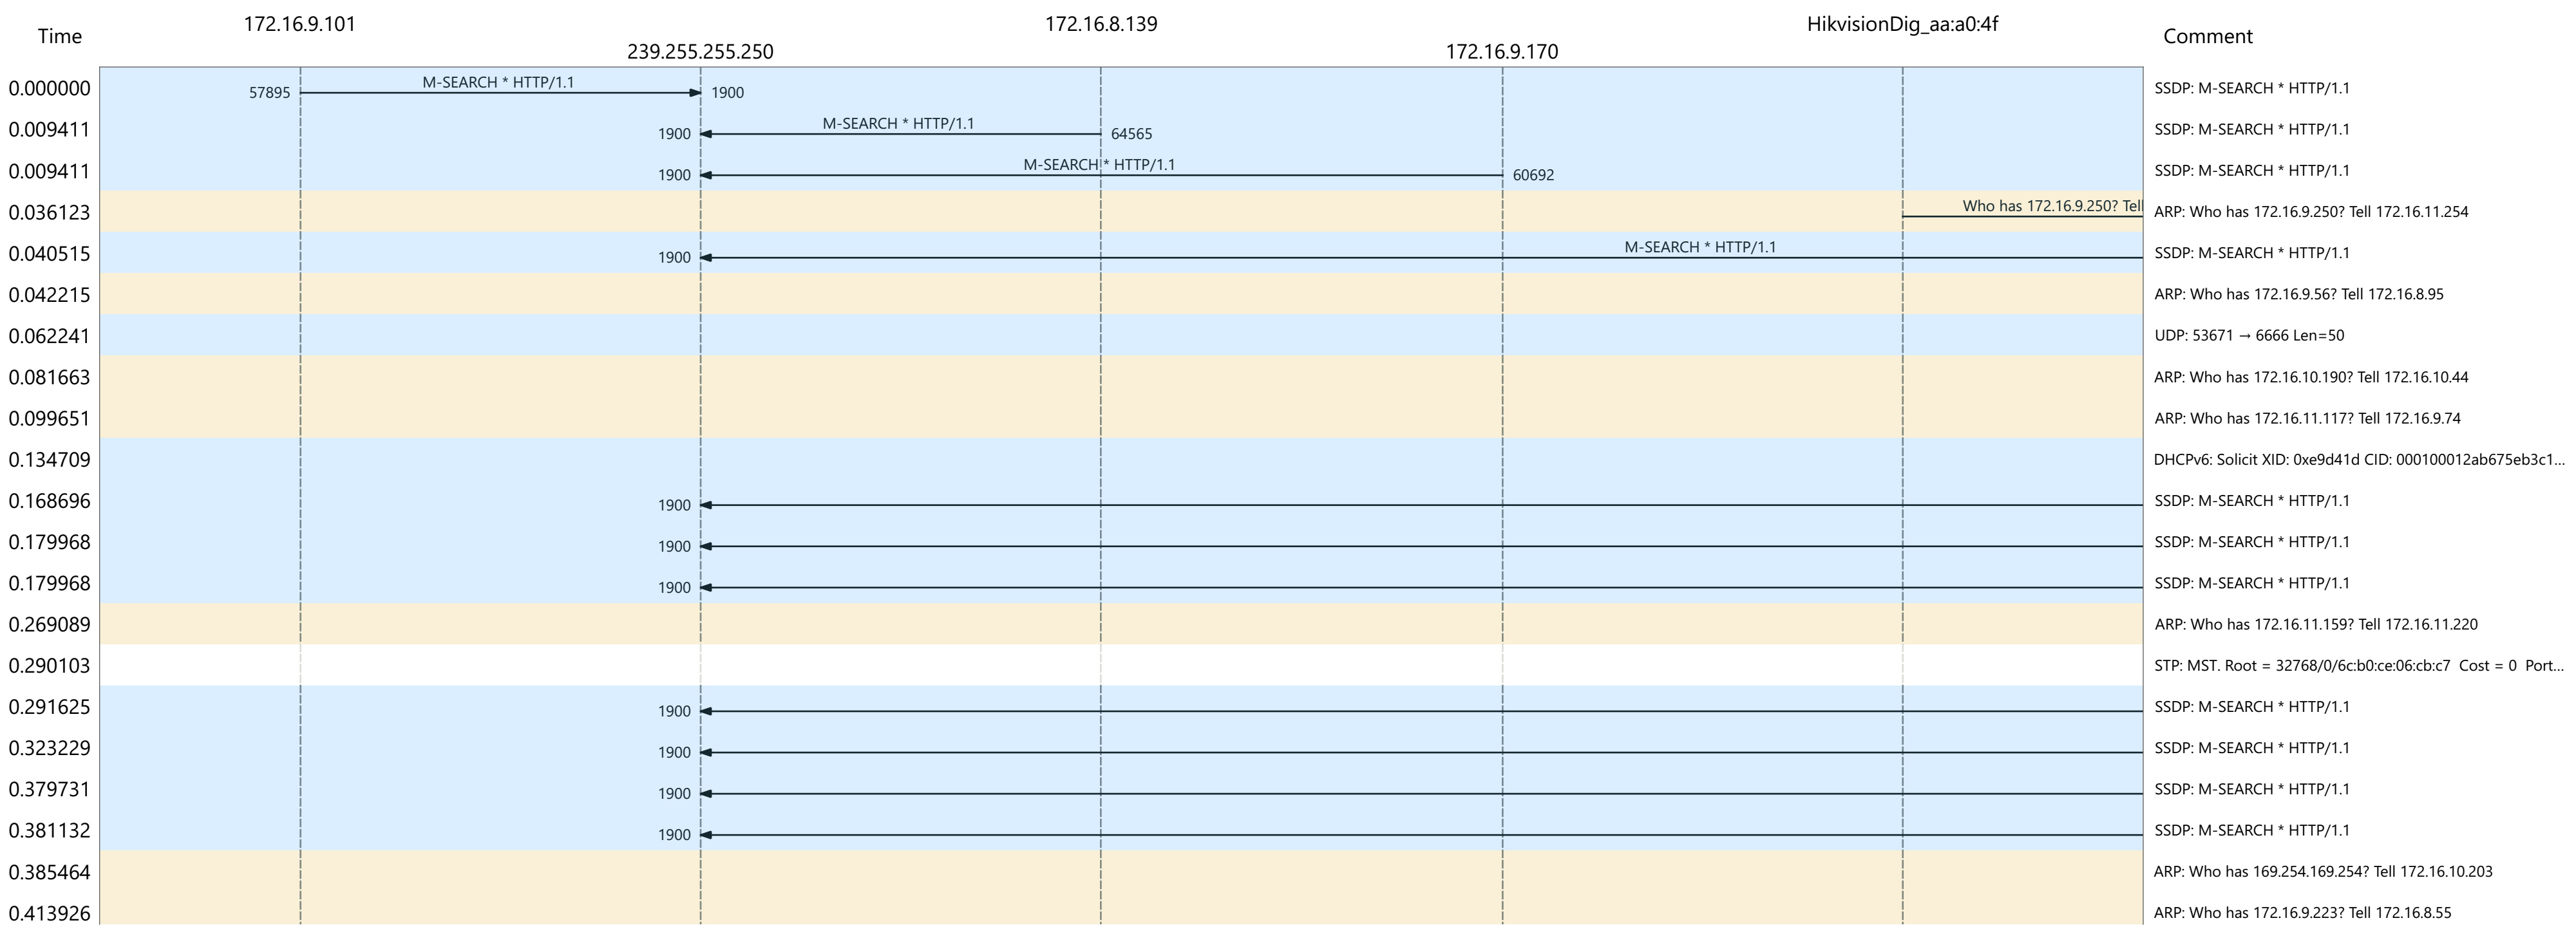 Time 172.16.9.101 239.255.255.250 172.16.8.139 172.16.9.170 HikvisionDig_aa:a0:4f Comment
0.000000 57895 M-SEARCH * HTTP/1.1 1900 SSDP: M-SEARCH * HTTP/1.1
0.009411 1900 M-SEARCH * HTTP/1.1 64565 SSDP: M-SEARCH * HTTP/1.1
0.009411 1900 M-SEARCH * HTTP/1.1 60692 SSDP: M-SEARCH * HTTP/1.1
0.036123 Who has 172.16.9.250? Tell ARP: Who has 172.16.9.250? Tell 172.16.11.254
0.040515 1900 M-SEARCH * HTTP/1.1 SSDP: M-SEARCH * HTTP/1.1
0.042215 ARP: Who has 172.16.9.56? Tell 172.16.8.95
0.062241 UDP: 53671 → 6666 Len=50
0.081663 ARP: Who has 172.16.10.190? Tell 172.16.10.44
0.099651 ARP: Who has 172.16.11.117? Tell 172.16.9.74
0.134709 DHCPv6: Solicit XID: 0xe9d41d CID: 000100012ab675eb3c1...
0.168696 1900 SSDP: M-SEARCH * HTTP/1.1
0.179968 1900 SSDP: M-SEARCH * HTTP/1.1
0.179968 1900 SSDP: M-SEARCH * HTTP/1.1
0.269089 ARP: Who has 172.16.11.159? Tell 172.16.11.220
0.290103 STP: MST. Root = 32768/0/6c:b0:ce:06:cb:c7 Cost = 0 Port...
0.291625 1900 SSDP: M-SEARCH * HTTP/1.1
0.323229 1900 SSDP: M-SEARCH * HTTP/1.1
0.379731 1900 SSDP: M-SEARCH * HTTP/1.1
0.381132 1900 SSDP: M-SEARCH * HTTP/1.1
0.385464 ARP: Who has 169.254.169.254? Tell 172.16.10.203
0.413926 ARP: Who has 172.16.9.223? Tell 172.16.8.55